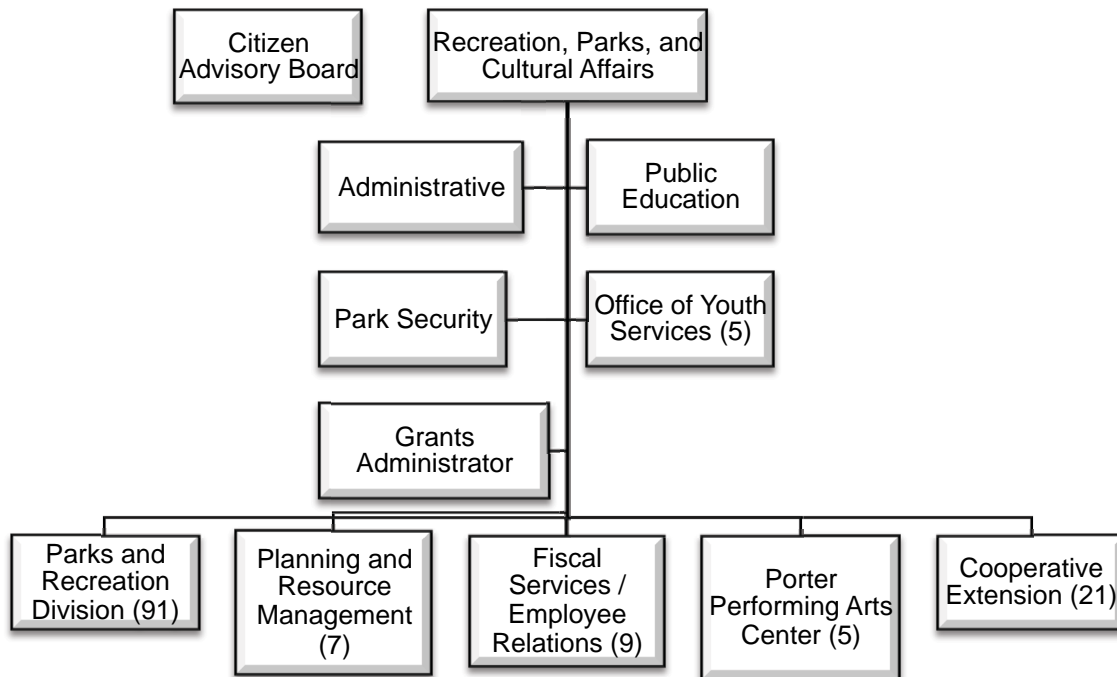 Citizen
Advisory Board
Recreation, Parks, and
Cultural Affairs
Administrative
Public
Education
Park Security
Office of Youth
Services (5)
Grants
Administrator
Parks and
Recreation
Division (91)
Planning and
Resource
Management
(7)
Fiscal
Services /
Employee
Relations (9)
Porter
Performing Arts
Center (5)
Cooperative
Extension (21)